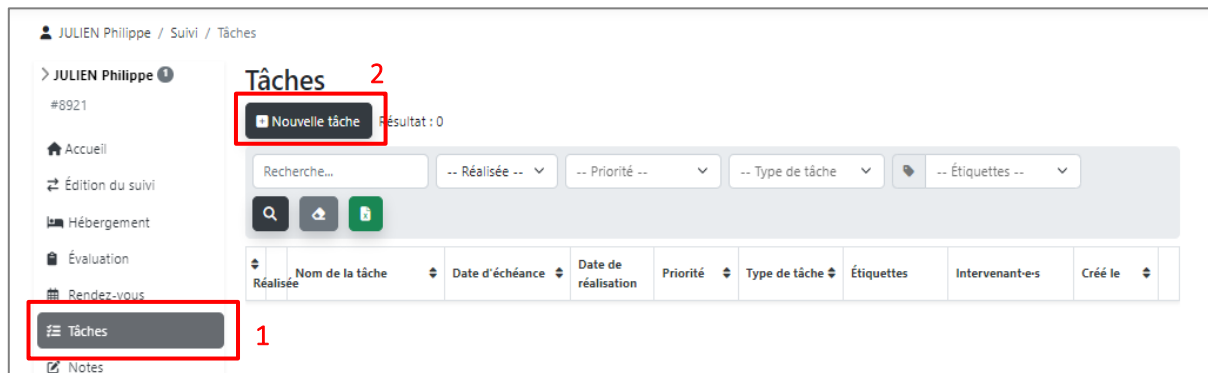 JULIEN Philippe / Suivi / Tâches
JULIEN Philippe 1
#8921
Accueil
Édition du suivi
Hébergement
Évaluation
Rendez-vous
Tâches
1
Notes
Tâches
2
Nouvelle tâche Résultat : 0
Recherche... -- Réalisée -- -- Priorité -- -- Type de tâche -- Étiquettes --
Réalisée Nom de la tâche Date d'échéance Date de réalisation Priorité Type de tâche Étiquettes Intervenant·e·s Créé le